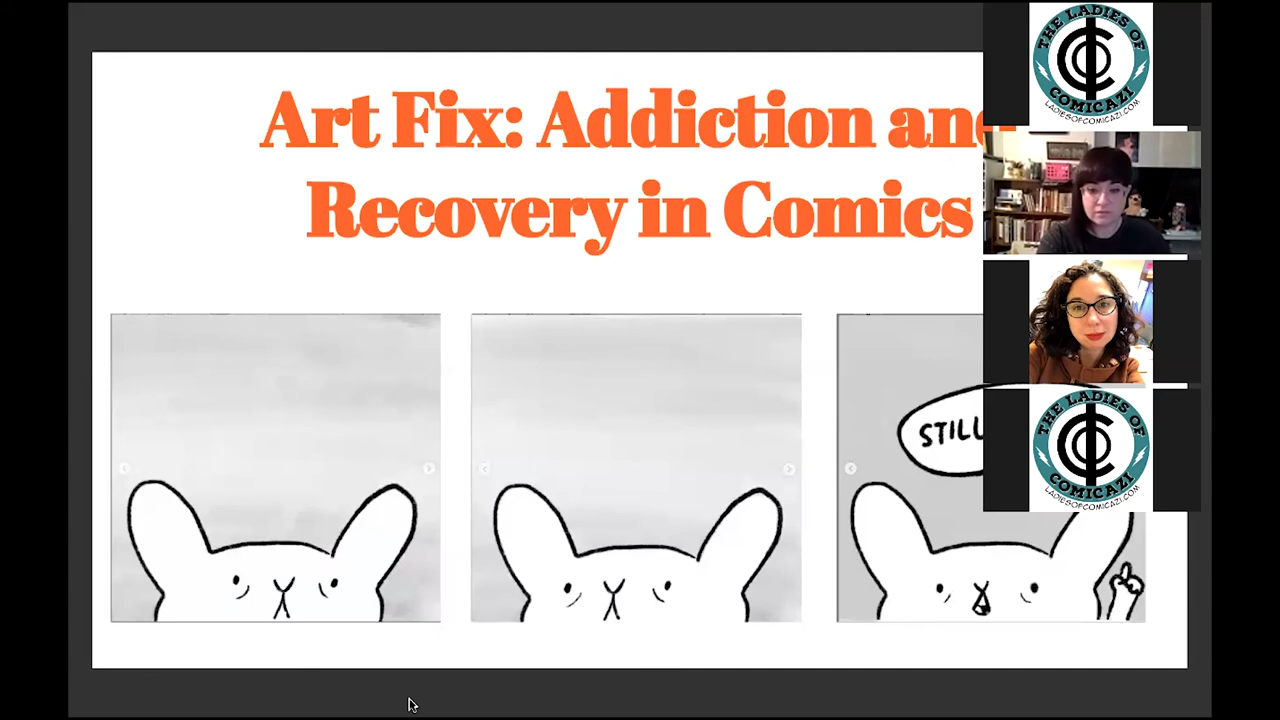 Art Fix: Addiction and
Recovery in Comics
STILL
THE LADIES OF
COMICAZI
LADIESOFCOMICAZI.COM
THE LADIES OF
COMICAZI
LADIESOFCOMICAZI.COM